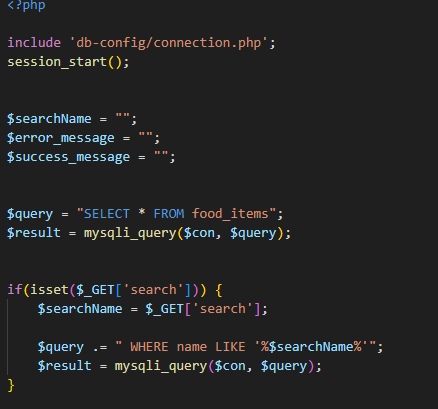 <?php
include 'db-config/connection.php';
session_start();
$searchName = "";
$error_message = "";
$success_message = "";
$query = "SELECT * FROM food_items";
$result = mysqli_query($con, $query);
if(isset($_GET['search'])) {
$searchName = $_GET['search'];
$query .= " WHERE name LIKE '%$searchName%'";
$result = mysqli_query($con, $query);
}